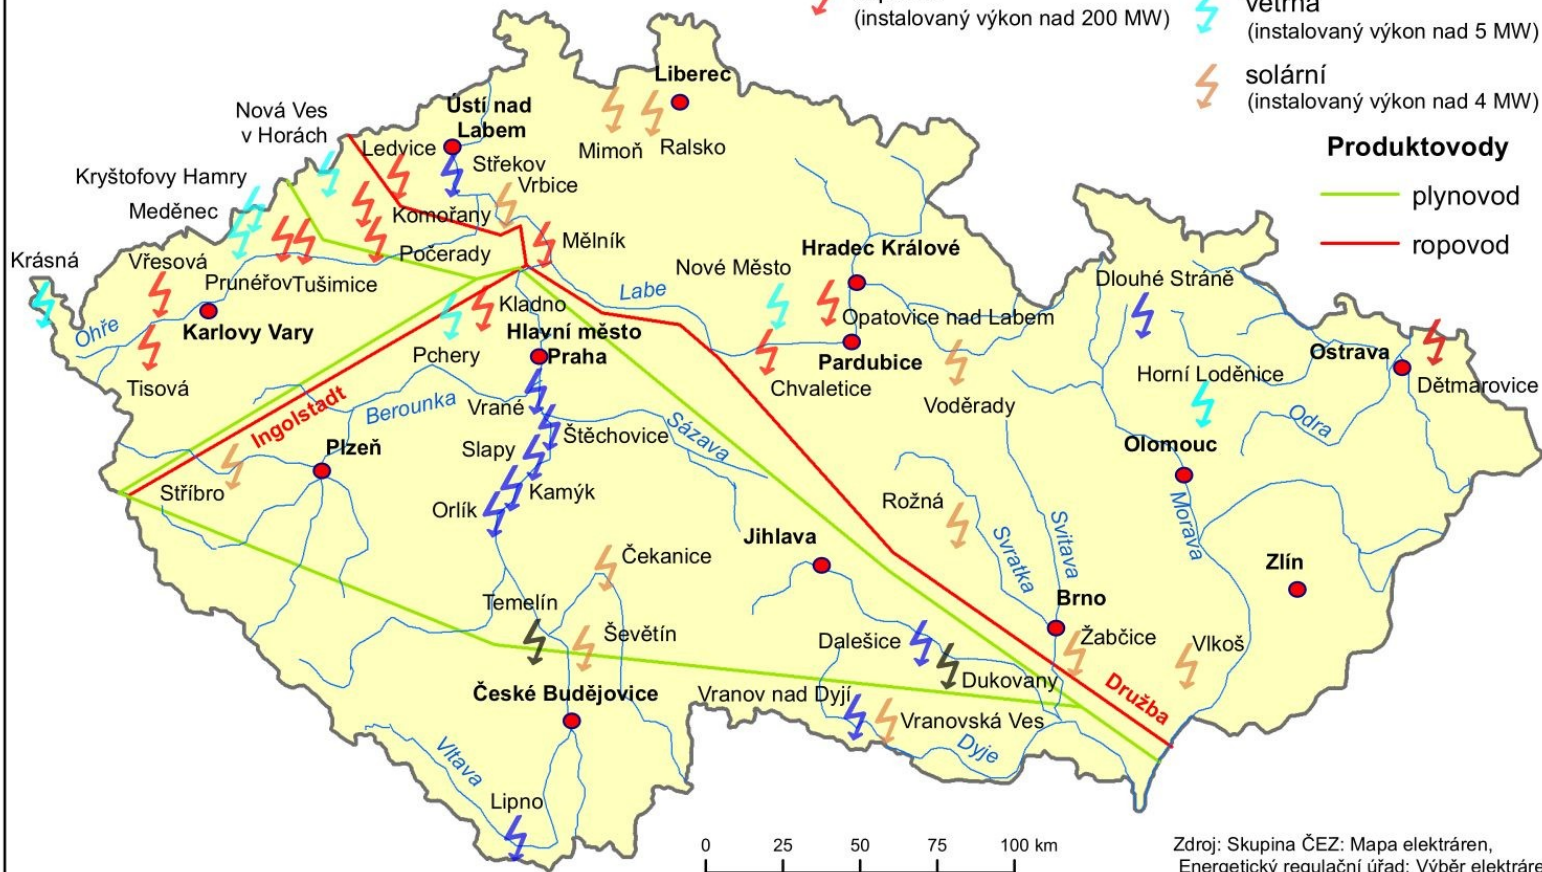 (instalovaný výkon nad 200 MW)
větrná
(instalovaný výkon nad 5 MW)
solární
(instalovaný výkon nad 4 MW)
Produktovody
plynovod
ropovod
Liberec
Ústí nad
Labem
Nová Ves
v Horách
Ledvice
Střekov
Mimoň
Ralsko
Kryštofovy Hamry
Vrbice
Meděnec
Komořany
Mělník
Počerady
Hradec Králové
Krásná
Vřesová
Prunéřov
Tušimice
Nové Město
Dlouhé Stráně
Labe
Kladno
Opatovice nad Labem
Ohře
Karlovy Vary
Hlavní město
Praha
Pchery
Pardubice
Ostrava
Tisová
Chvaletice
Horní Loděnice
Dětmarovice
Ingolstadt
Berounka
Vrané
Voděrady
Štěchovice
Sázava
Odra
Plzeň
Slapy
Olomouc
Stříbro
Kamýk
Orlík
Rožná
Morava
Jihlava
Svratka
Svitava
Čekanice
Zlín
Temelín
Brno
Ševětín
Dalešice
Žabčice
Vlkoš
Dukovany
České Budějovice
Vranov nad Dyjí
Družba
Vranovská Ves
Dyje
Vltava
Lipno
0 25 50 75 100 km
Zdroj: Skupina ČEZ: Mapa elektráren,
Energetický regulační úřad: Výběr elektráren